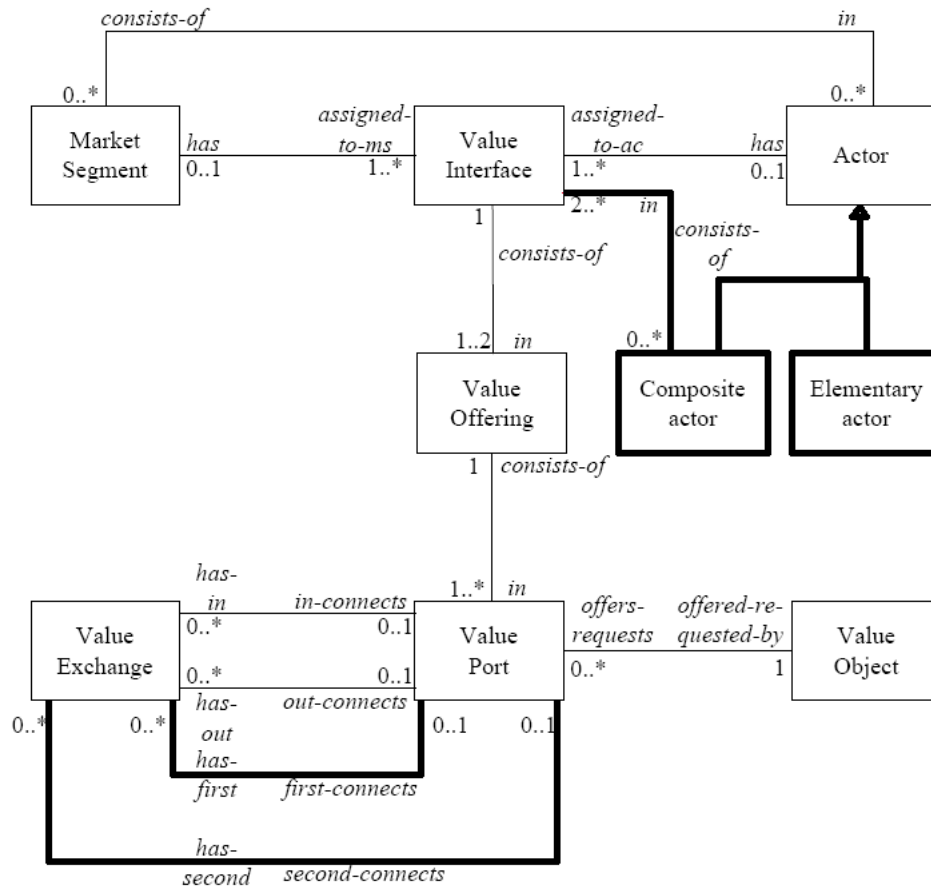 consists-of
in
0..*
0..*
Market
Segment
has
0..1
assigned-
to-ms
1..*
Value
Interface
assigned-
to-ac
1..*
has
0..1
Actor
2..*
in
1
consists-of
consists-
of
1..2
in
0..*
Value
Offering
Composite
actor
Elementary
actor
1
consists-of
has-
in
in-connects
1..*
in
offers-
requests
offered-re-
quested-by
Value
Exchange
0..*
0..1
Value
Port
0..*
1
Value
Object
0..*
0..1
has-
out
out-connects
0..*
0..*
0..1
0..1
has-
first
first-connects
has-
second
second-connects